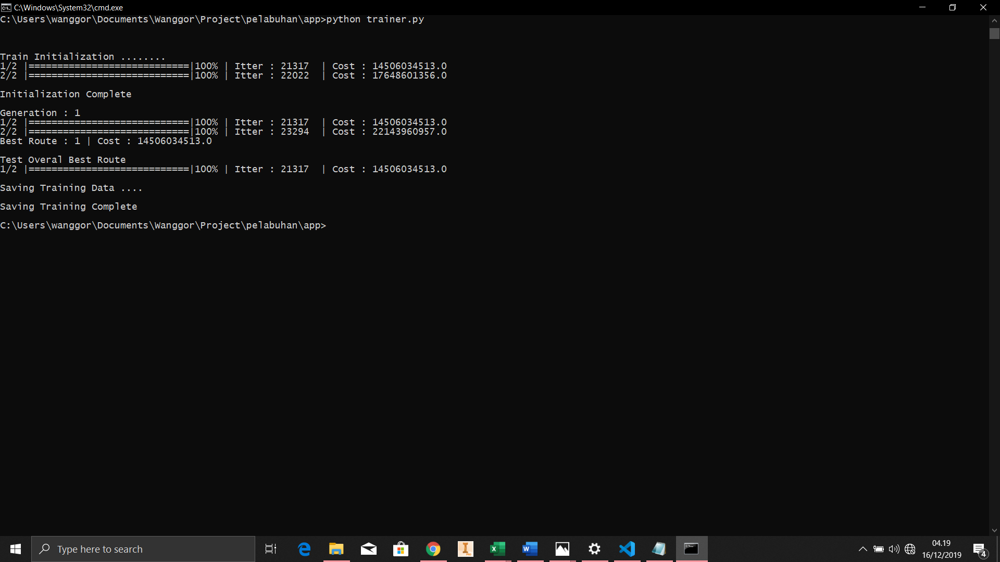 C:\Windows\System32\cmd.exe
C:\Users\wanggor\Documents\Wanggor\Project\pelabuhan\app>python trainer.py
Train Initialization ........
1/2 |============================|100% | Itter : 21317  | Cost : 14506034513.0
2/2 |============================|100% | Itter : 22022  | Cost : 17648601356.0
Initialization Complete
Generation : 1
1/2 |============================|100% | Itter : 21317  | Cost : 14506034513.0
2/2 |============================|100% | Itter : 23294  | Cost : 22143960957.0
Best Route : 1 | Cost : 14506034513.0
Test Overal Best Route
1/2 |============================|100% | Itter : 21317  | Cost : 14506034513.0
Saving Training Data ....
Saving Training Complete
C:\Users\wanggor\Documents\Wanggor\Project\pelabuhan\app>
Type here to search
04.19
16/12/2019
4